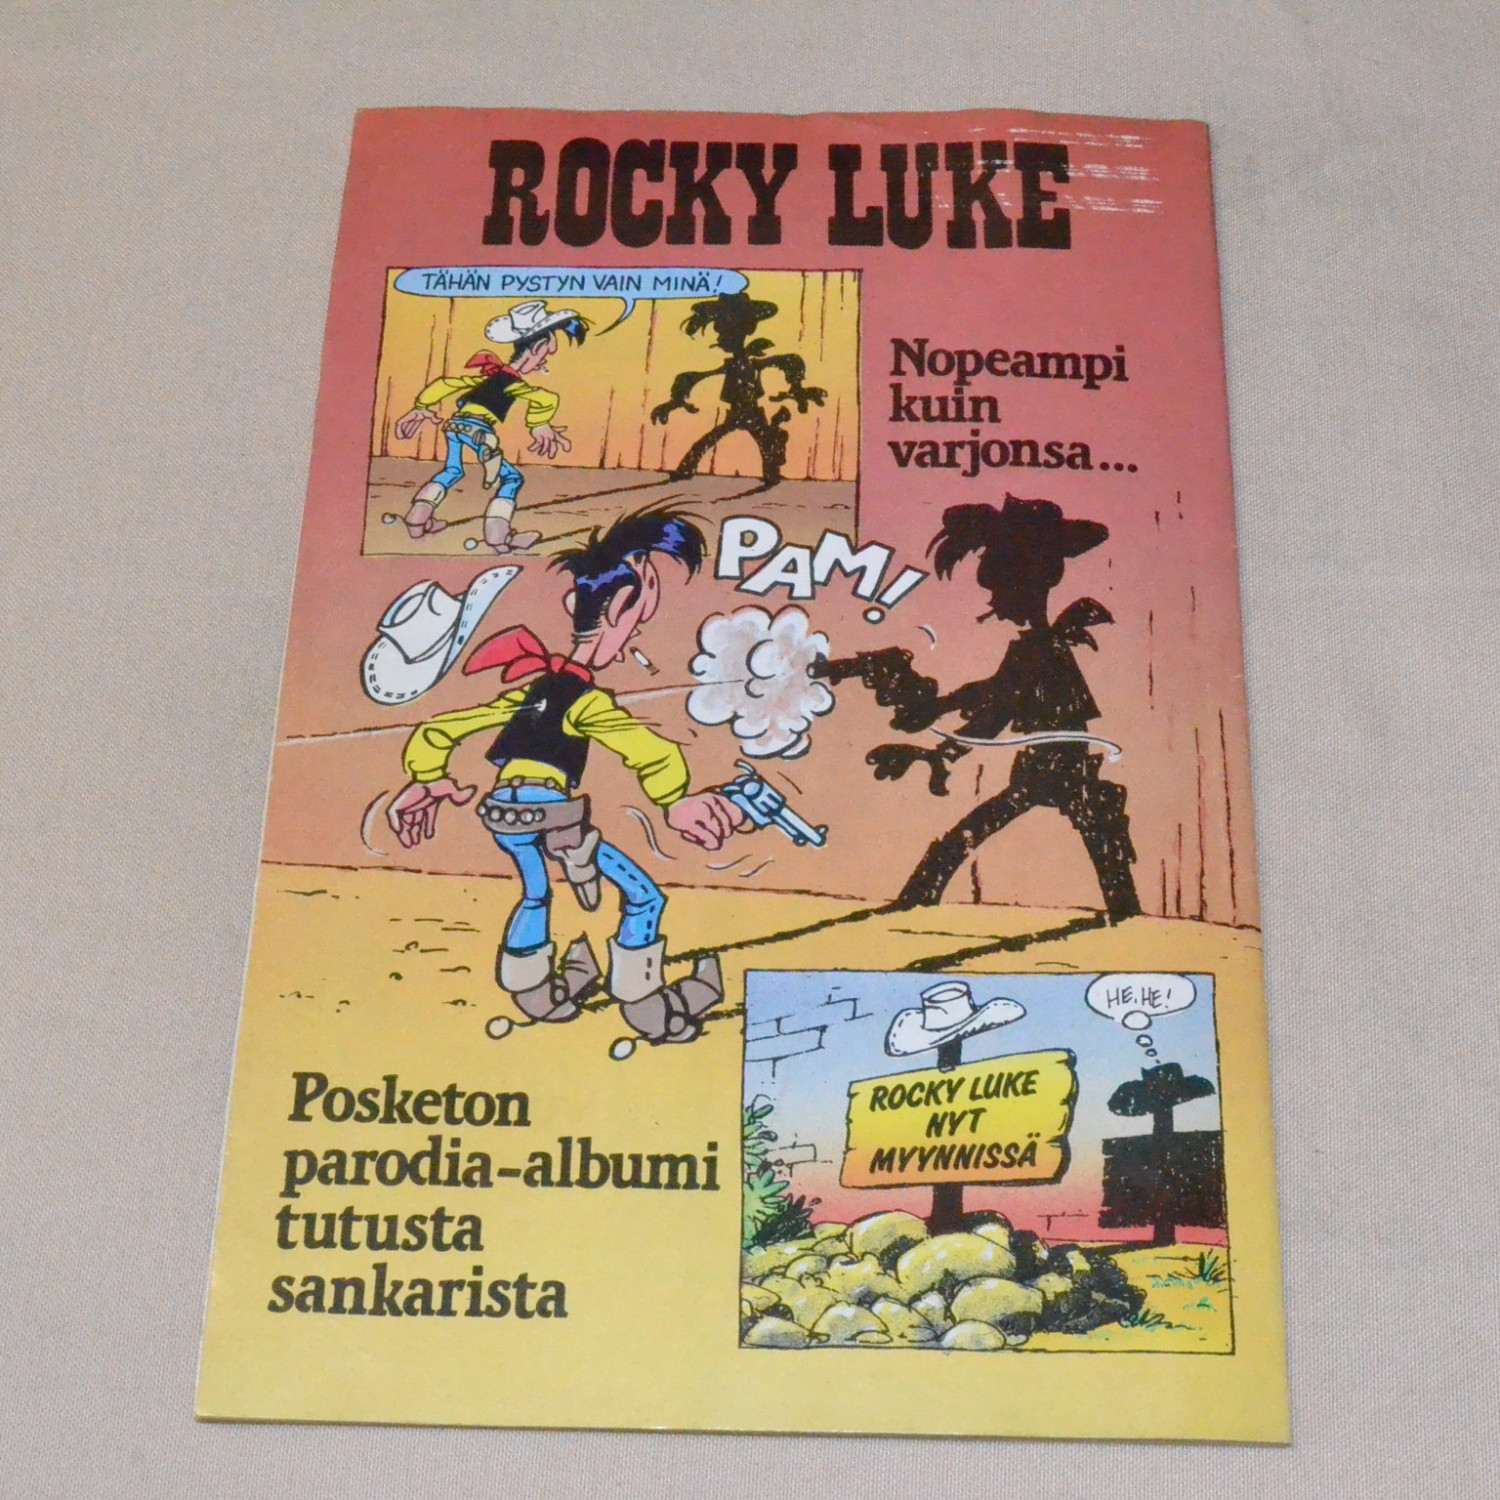 ROCKY LUKE
TÄHÄN PYSTYN VAIN MINÄ!
Nopeampi
kuin
varjonsa...
PAM!
HE, HE!
ROCKY LUKE
NYT
MYYNNISSÄ
Posketon
parodia-albumi
tutusta
sankarista